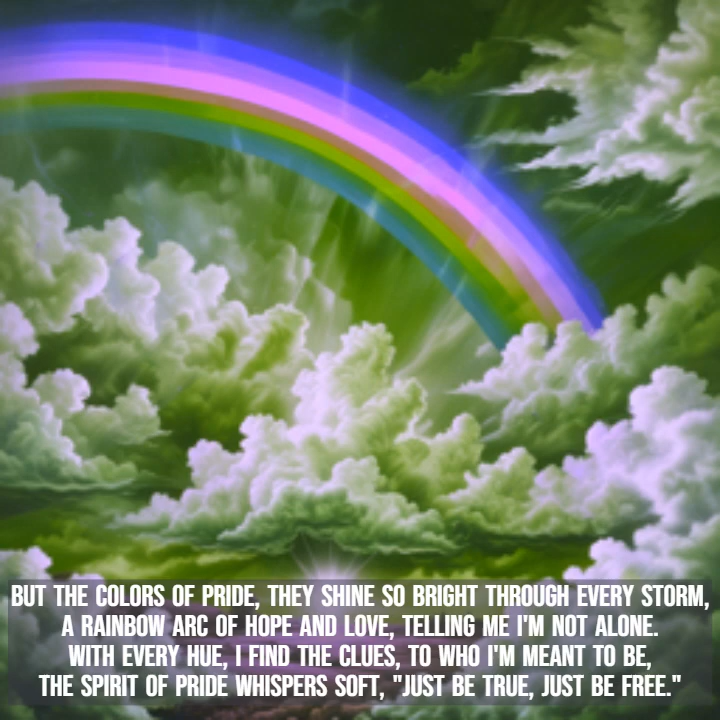 BUT THE COLORS OF PRIDE, THEY SHINE SO BRIGHT THROUGH EVERY STORM,
A RAINBOW ARC OF HOPE AND LOVE, TELLING ME I'M NOT ALONE.
WITH EVERY HUE, I FIND THE CLUES, TO WHO I'M MEANT TO BE,
THE SPIRIT OF PRIDE WHISPERS SOFT, "JUST BE TRUE, JUST BE FREE."